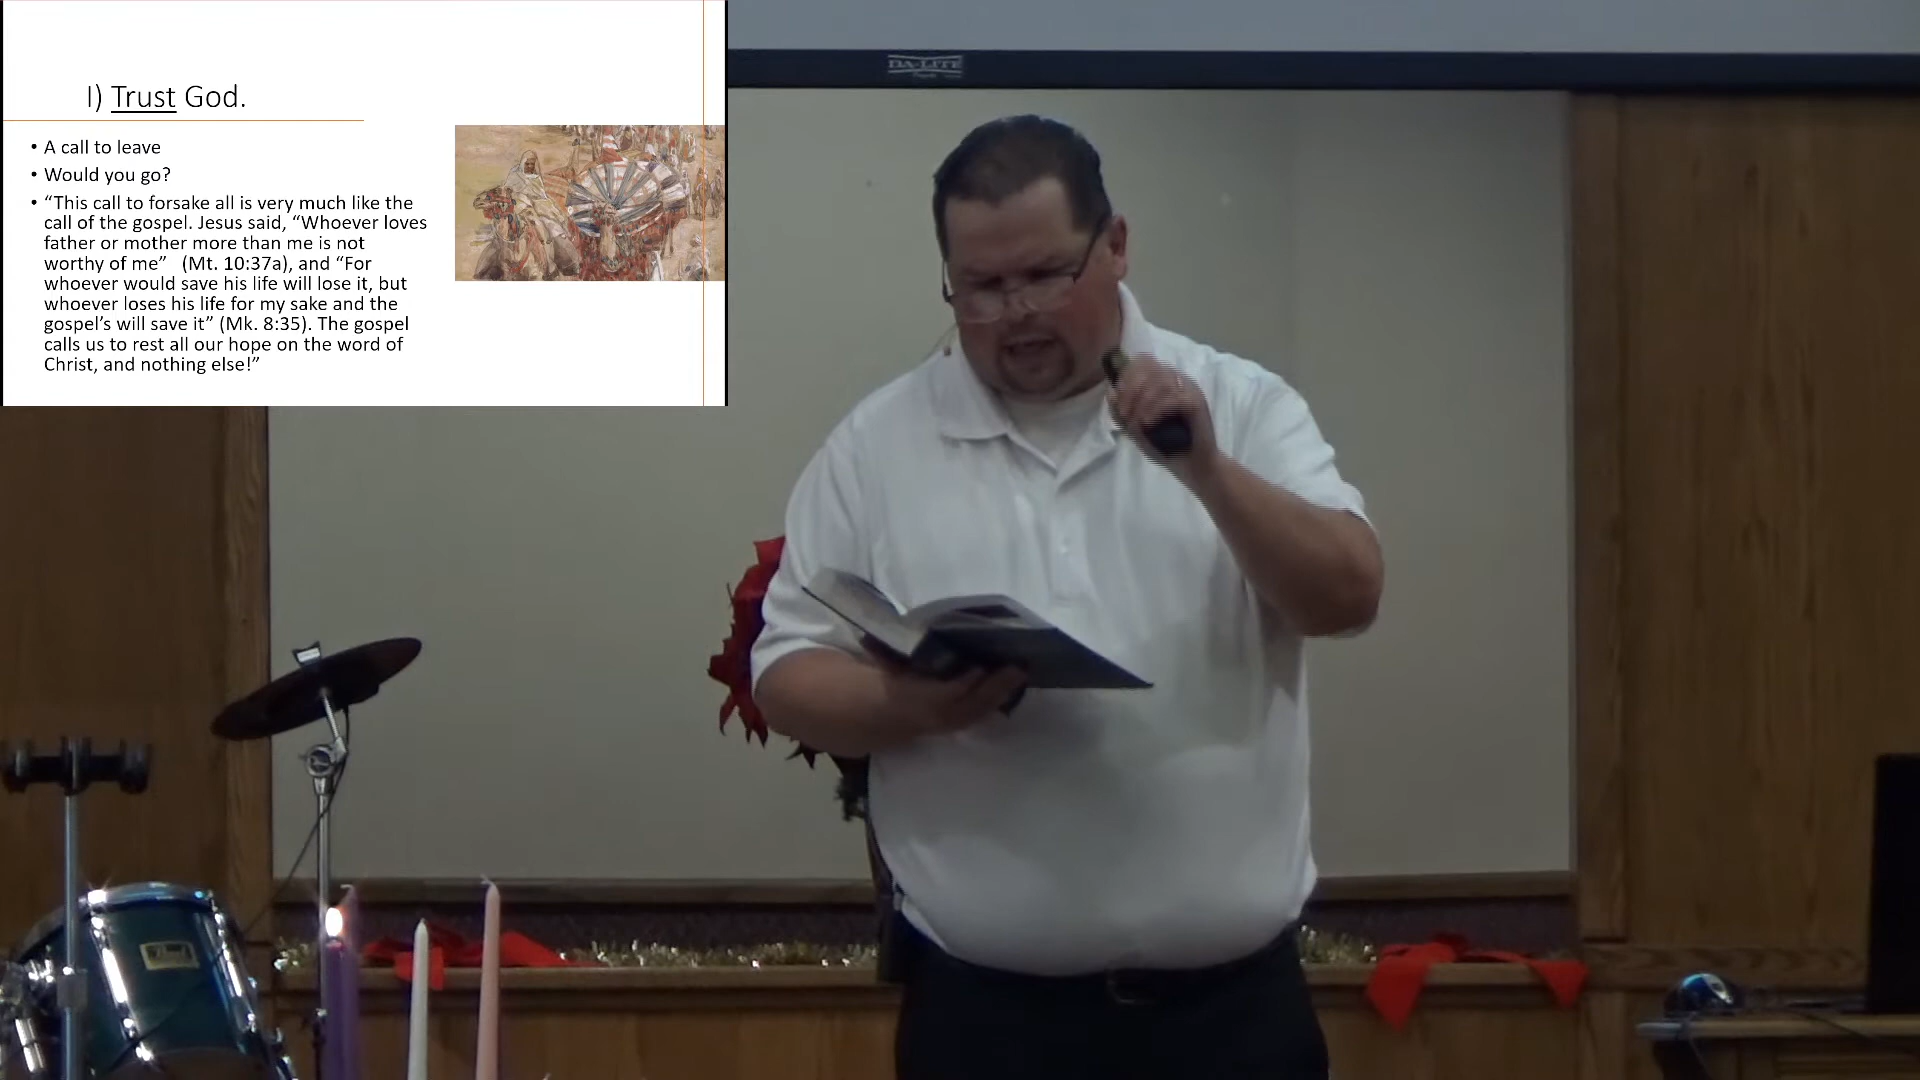 I) Trust God.
• A call to leave
• Would you go?
• “This call to forsake all is very much like the
call of the gospel. Jesus said, “Whoever loves
father or mother more than me is not
worthy of me” (Mt. 10:37a), and “For
whoever would save his life will lose it, but
whoever loses his life for my sake and the
gospel’s will save it” (Mk. 8:35). The gospel
calls us to rest all our hope on the word of
Christ, and nothing else!”
DA-LITE